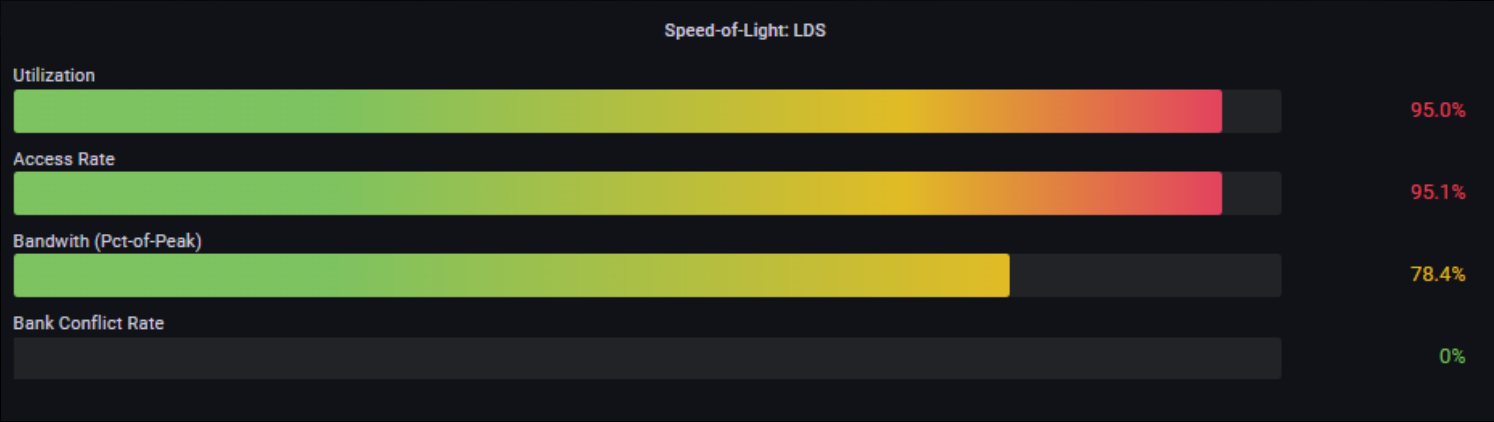 Speed-of-Light: LDS
Utilization
95.0%
Access Rate
95.1%
Bandwith (Pct-of-Peak)
78.4%
Bank Conflict Rate
0%